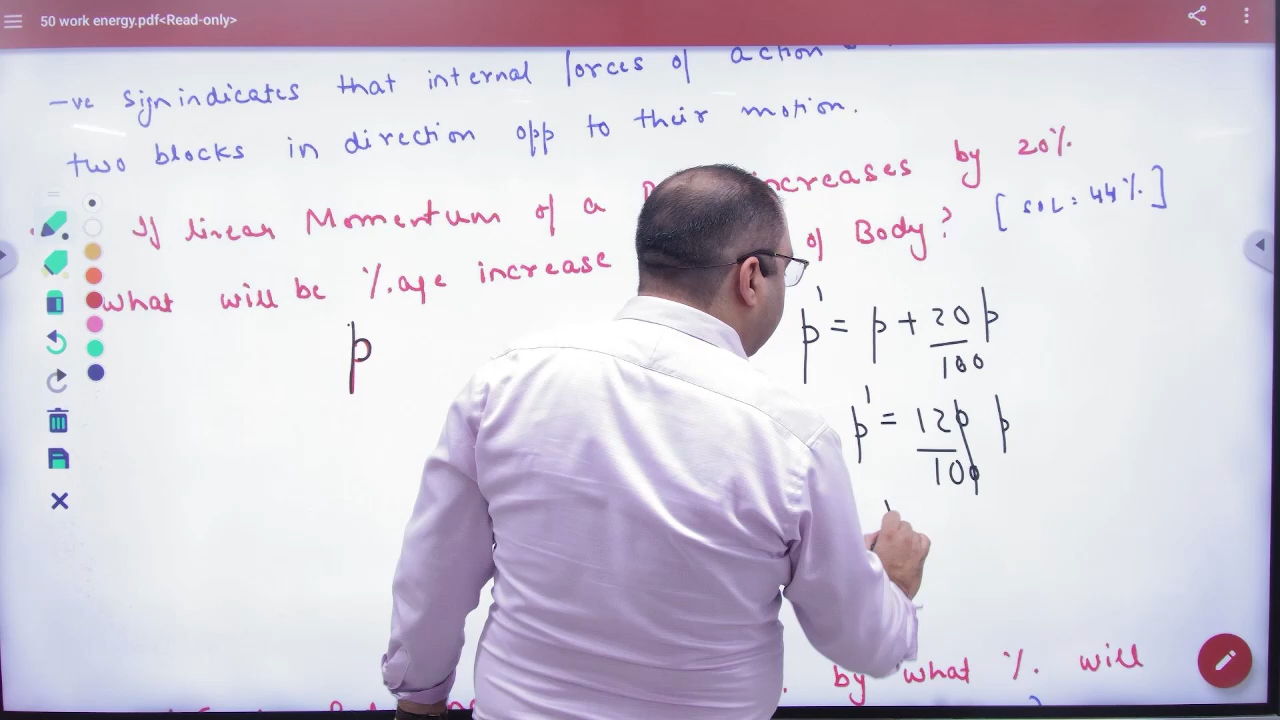 50 work energy.pdf<Read-only>
-ve sign indicates that internal forces of action
two blocks in direction opp to their motion.
If linear Momentum of a increases by 20%
what will be %.age increase of Body? [SOL: 44%.]
p p' = p + 20/100 p
p' = 120/100 p
by what %. will